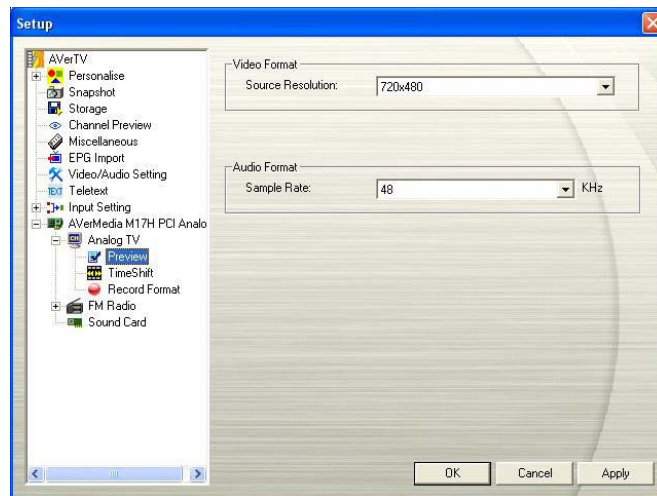 Setup
AVerTV
Personalise
Snapshot
Storage
Channel Preview
Miscellaneous
EPG Import
Video/Audio Setting
TEXT Teletext
Input Setting
AVerMedia M17H PCI Analo
Analog TV
Preview
TimeShift
Record Format
FM Radio
Sound Card
Video Format
Source Resolution: 720x480
Audio Format
Sample Rate: 48 KHz
OK Cancel Apply